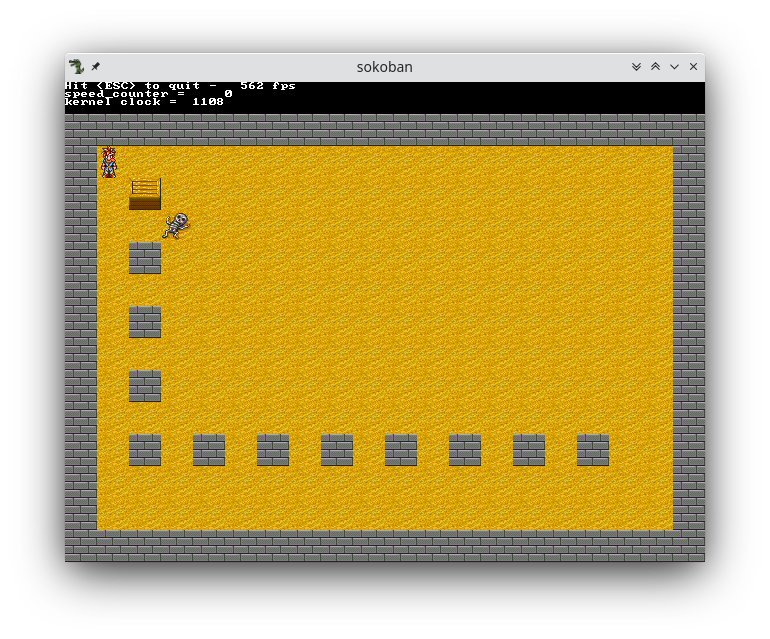 sokoban
Hit <ESC> to quit -   562 fps
speed_counter =     0
kernel clock =  1108